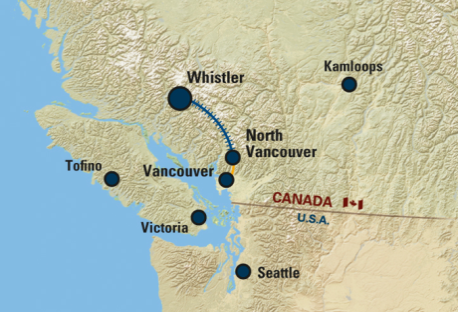 Kamloops
Whistler
North
Vancouver
Tofino
Vancouver
CANADA
U.S.A.
Victoria
Seattle